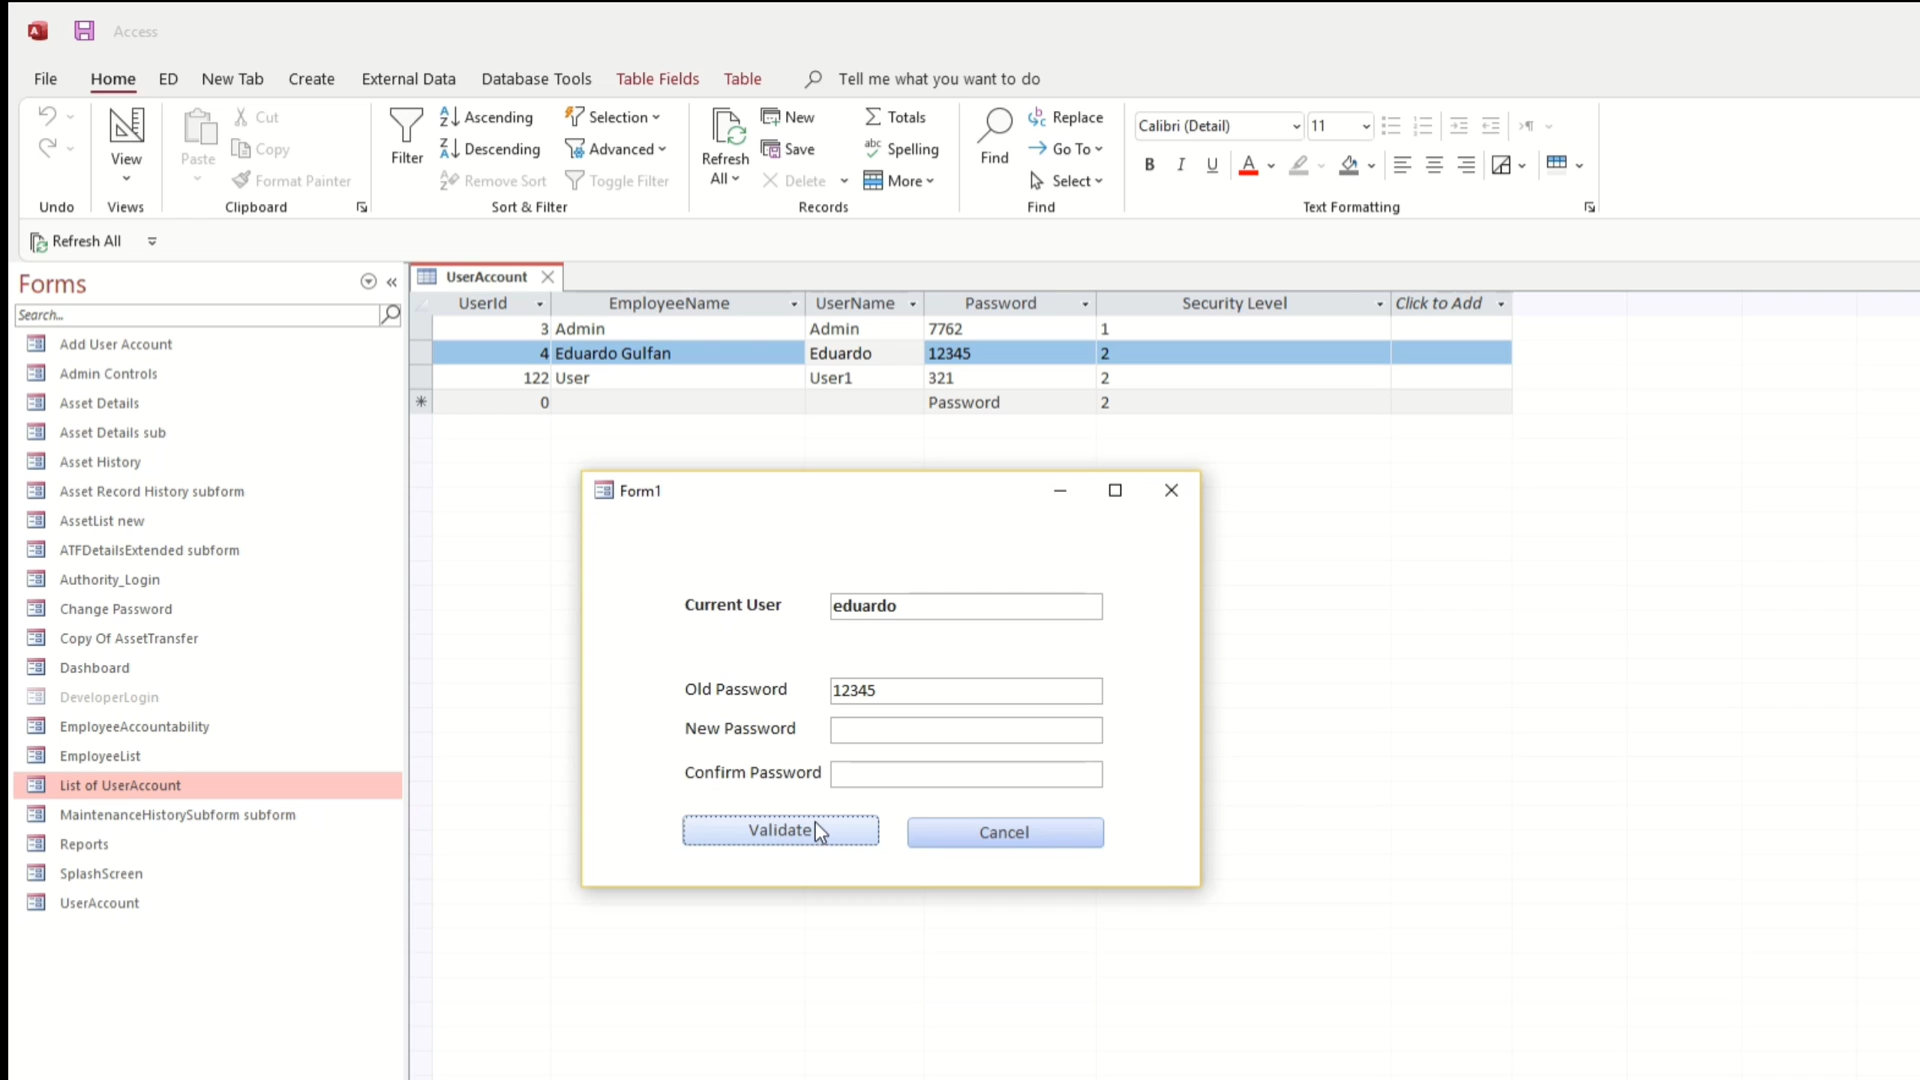 Access
File Home ED New Tab Create External Data Database Tools Table Fields Table Tell me what you want to do
View
Paste
Cut
Copy
Format Painter
Filter
Ascending
Descending
Remove Sort
Selection
Advanced
Toggle Filter
Refresh
All
New
Save
Delete
Totals
Spelling
More
Find
Replace
Go To
Select
Calibri (Detail) 11
B I U A
Undo Views Clipboard Sort & Filter Records Find Text Formatting
Refresh All
Forms
Search...
Add User Account
Admin Controls
Asset Details
Asset Details sub
Asset History
Asset Record History subform
AssetList new
ATFDetailsExtended subform
Authority_Login
Change Password
Copy Of AssetTransfer
Dashboard
DeveloperLogin
EmployeeAccountability
EmployeeList
List of UserAccount
MaintenanceHistorySubform subform
Reports
SplashScreen
UserAccount
UserAccount
UserId EmployeeName UserName Password Security Level Click to Add
3 Admin Admin 7762 1
4 Eduardo Gulfan Eduardo 12345 2
122 User User1 321 2
0 Password 2
Form1
Current User eduardo
Old Password 12345
New Password
Confirm Password
Validate Cancel